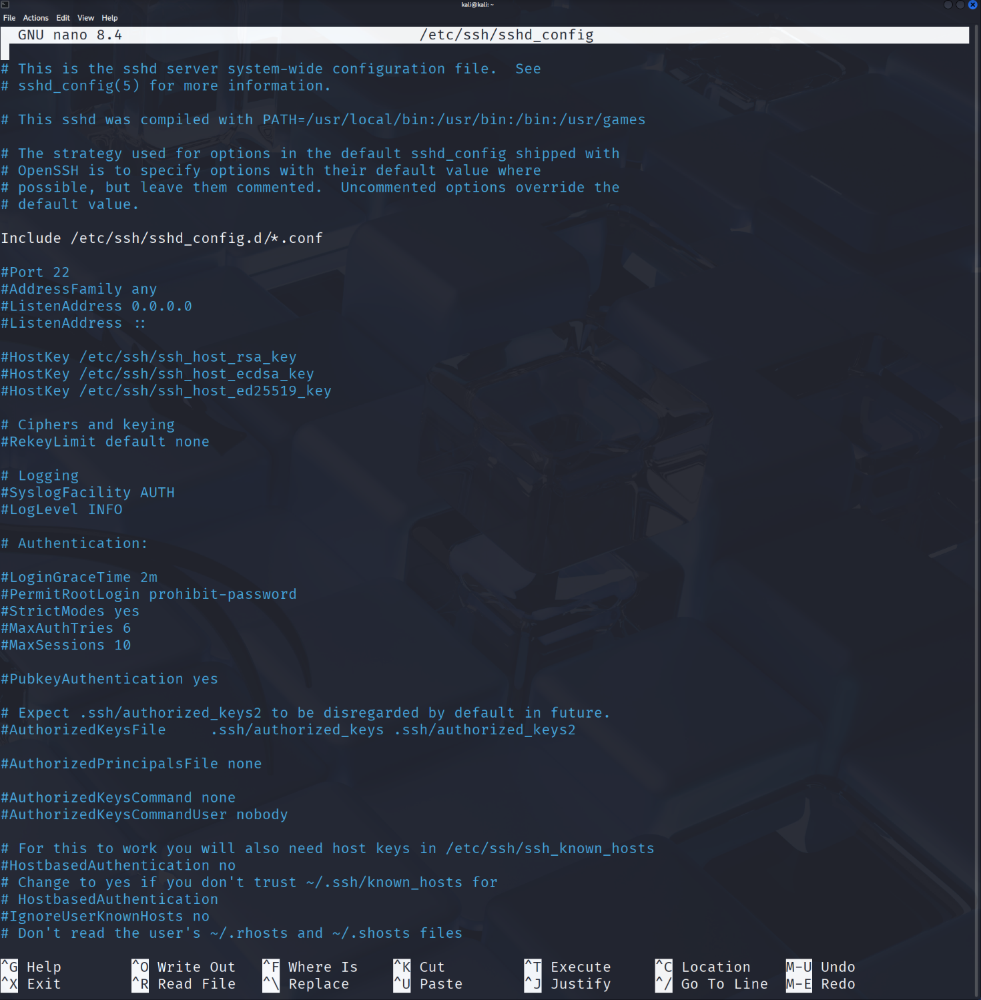 kali@kali: ~
File Actions Edit View Help
GNU nano 8.4 /etc/ssh/sshd_config
# This is the sshd server system-wide configuration file.  See
# sshd_config(5) for more information.
# This sshd was compiled with PATH=/usr/local/bin:/usr/bin:/bin:/usr/games
# The strategy used for options in the default sshd_config shipped with
# OpenSSH is to specify options with their default value where
# possible, but leave them commented.  Uncommented options override the
# default value.
Include /etc/ssh/sshd_config.d/*.conf
#Port 22
#AddressFamily any
#ListenAddress 0.0.0.0
#ListenAddress ::
#HostKey /etc/ssh/ssh_host_rsa_key
#HostKey /etc/ssh/ssh_host_ecdsa_key
#HostKey /etc/ssh/ssh_host_ed25519_key
# Ciphers and keying
#RekeyLimit default none
# Logging
#SyslogFacility AUTH
#LogLevel INFO
# Authentication:
#LoginGraceTime 2m
#PermitRootLogin prohibit-password
#StrictModes yes
#MaxAuthTries 6
#MaxSessions 10
#PubkeyAuthentication yes
# Expect .ssh/authorized_keys2 to be disregarded by default in future.
#AuthorizedKeysFile     .ssh/authorized_keys .ssh/authorized_keys2
#AuthorizedPrincipalsFile none
#AuthorizedKeysCommand none
#AuthorizedKeysCommandUser nobody
# For this to work you will also need host keys in /etc/ssh/ssh_known_hosts
#HostbasedAuthentication no
# Change to yes if you don't trust ~/.ssh/known_hosts for
# HostbasedAuthentication
#IgnoreUserKnownHosts no
# Don't read the user's ~/.rhosts and ~/.shosts files
^G Help ^O Write Out ^F Where Is ^K Cut ^T Execute ^C Location M-U Undo
^X Exit ^R Read File ^\ Replace ^U Paste ^J Justify ^/ Go To Line M-E Redo